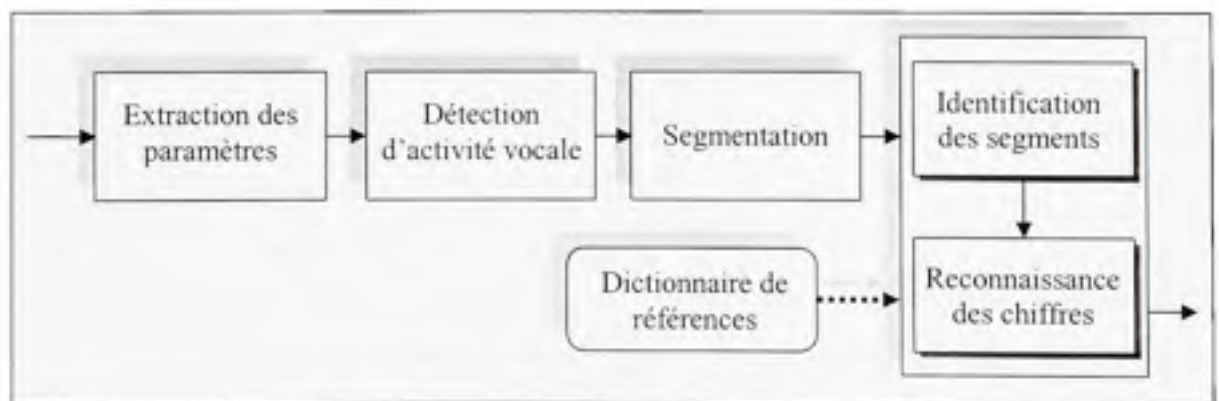 Extraction des
paramètres
Détection
d'activité vocale
Segmentation
Identification
des segments
Dictionnaire de
références
Reconnaissance
des chiffres